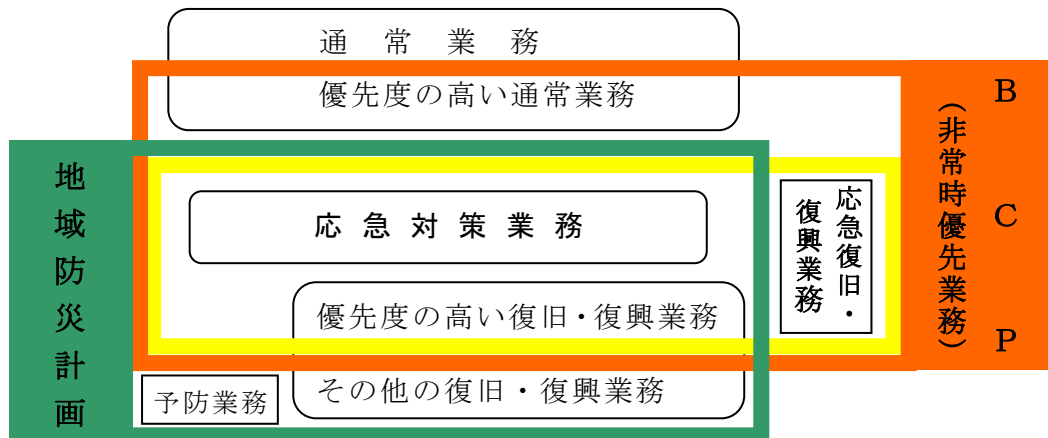 通常業務
優先度の高い通常業務
地域防災計画
応急対策業務
優先度の高い復旧・復興業務
その他の復旧・復興業務
予防業務
応急復旧・
復興業務
BCP
(非常時優先業務)